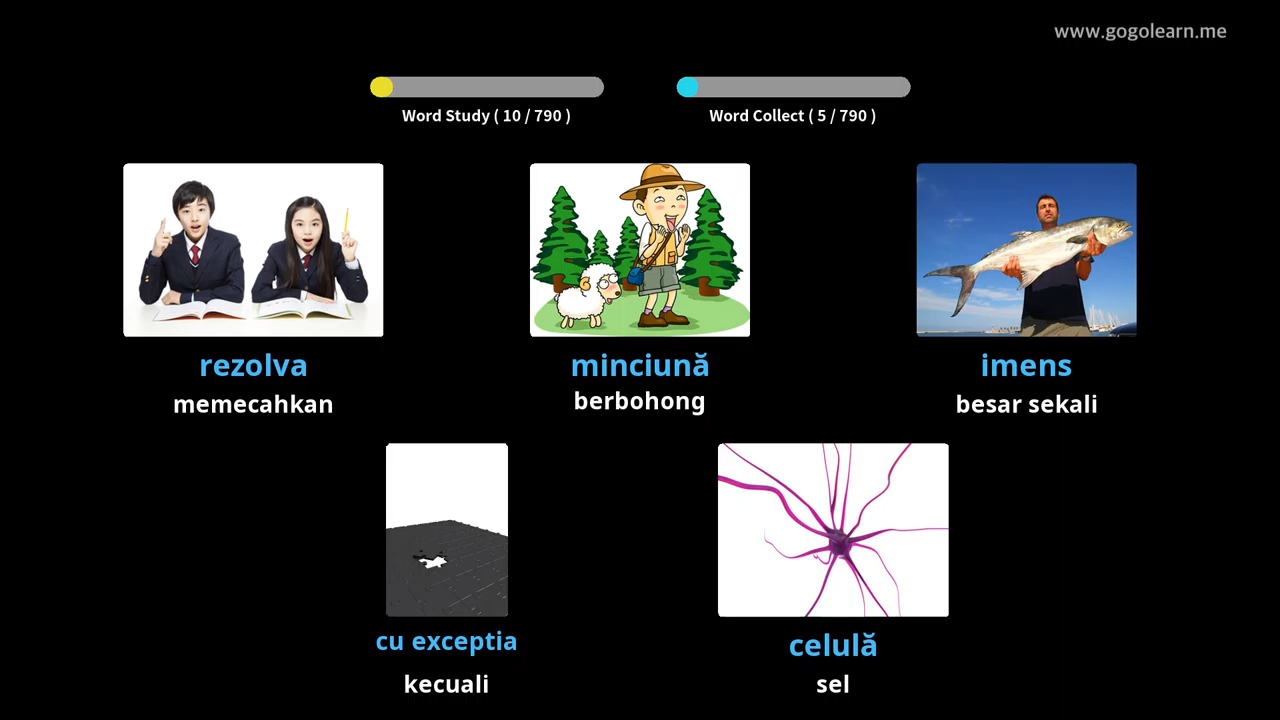 www.gogolearn.me
Word Study ( 10 / 790 )
Word Collect ( 5 / 790 )
rezolva
memecahkan
minciună
berbohong
imens
besar sekali
cu exceptia
kecuali
celulă
sel